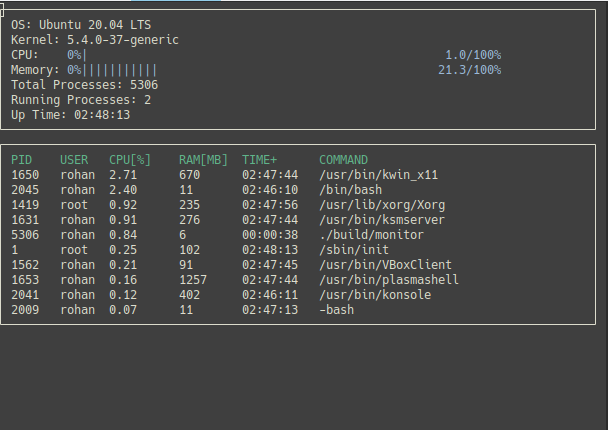 OS: Ubuntu 20.04 LTS
Kernel: 5.4.0-37-generic
CPU: 0%| 1.0/100%
Memory: 0%||||||||||| 21.3/100%
Total Processes: 5306
Running Processes: 2
Up Time: 02:48:13
PID USER CPU[%] RAM[MB] TIME+ COMMAND
1650 rohan 2.71 670 02:47:44 /usr/bin/kwin_x11
2045 rohan 2.40 11 02:46:10 /bin/bash
1419 root 0.92 235 02:47:56 /usr/lib/xorg/Xorg
1631 rohan 0.91 276 02:47:44 /usr/bin/ksmserver
5306 rohan 0.84 6 00:00:38 ./build/monitor
1 root 0.25 102 02:48:13 /sbin/init
1562 rohan 0.21 91 02:47:45 /usr/bin/VBoxClient
1653 rohan 0.16 1257 02:47:44 /usr/bin/plasmashell
2041 rohan 0.12 402 02:46:11 /usr/bin/konsole
2009 rohan 0.07 11 02:47:13 -bash